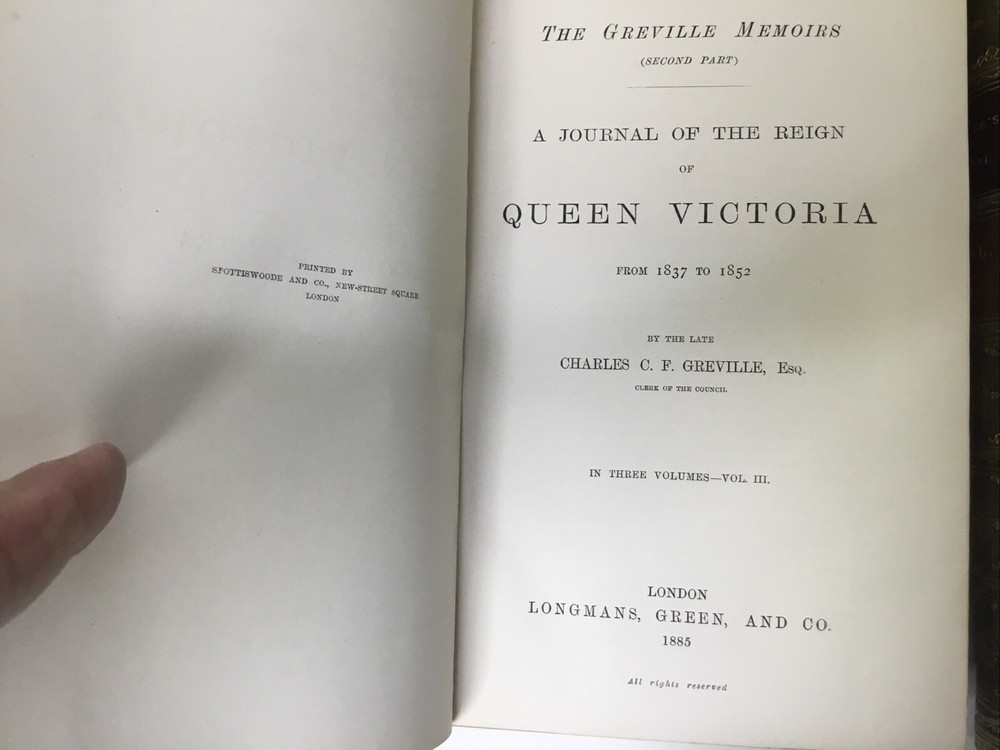 PRINTED BY
SPOTTISWOODE AND CO., NEW-STREET SQUARE
LONDON
THE GREVILLE MEMOIRS
(SECOND PART)
A JOURNAL OF THE REIGN
OF
QUEEN VICTORIA
FROM 1837 TO 1852
BY THE LATE
CHARLES C. F. GREVILLE, ESQ.
CLERK OF THE COUNCIL
IN THREE VOLUMES—VOL. III.
LONDON
LONGMANS, GREEN, AND CO.
1885
All rights reserved